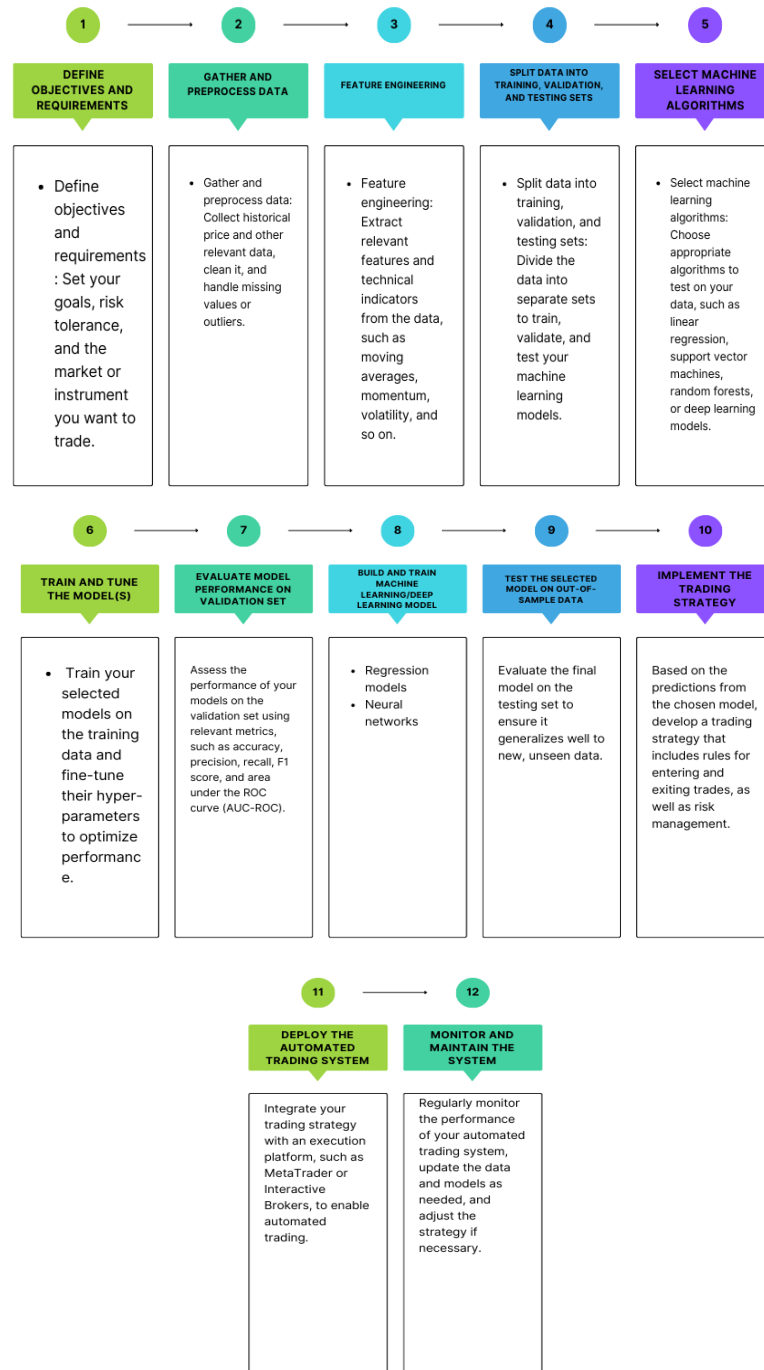 1
2
3
4
5
DEFINE
OBJECTIVES AND
REQUIREMENTS
GATHER AND
PREPROCESS DATA
FEATURE ENGINEERING
SPLIT DATA INTO
TRAINING, VALIDATION,
AND TESTING SETS
SELECT MACHINE
LEARNING
ALGORITHMS
• Define
objectives
and
requirements
: Set your
goals, risk
tolerance,
and the
market or
instrument
you want to
trade.
• Gather and
preprocess data:
Collect historical
price and other
relevant data,
clean it, and
handle missing
values or
outliers.
• Feature
engineering:
Extract
relevant
features and
technical
indicators
from the data,
such as
moving
averages,
momentum,
volatility, and
so on.
• Split data into
training,
validation, and
testing sets:
Divide the
data into
separate sets
to train,
validate, and
test your
machine
learning
models.
• Select machine
learning
algorithms:
Choose
appropriate
algorithms to
test on your
data, such as
linear
regression,
support vector
machines,
random forests,
or deep learning
models.
6
7
8
9
10
TRAIN AND TUNE
THE MODEL(S)
EVALUATE MODEL
PERFORMANCE ON
VALIDATION SET
BUILD AND TRAIN
MACHINE
LEARNING/DEEP
LEARNING MODEL
TEST THE SELECTED
MODEL ON OUT-OF-
SAMPLE DATA
IMPLEMENT THE
TRADING
STRATEGY
• Train your
selected
models on
the training
data and
fine-tune
their hyper-
parameters
to optimize
performanc
e.
Assess the
performance of your
models on the
validation set using
relevant metrics,
such as accuracy,
precision, recall, F1
score, and area
under the ROC
curve (AUC-ROC).
• Regression
models
• Neural
networks
Evaluate the final
model on the
testing set to
ensure it
generalizes well to
new, unseen data.
Based on the
predictions from
the chosen model,
develop a trading
strategy that
includes rules for
entering and
exiting trades, as
well as risk
management.
11
12
DEPLOY THE
AUTOMATED
TRADING SYSTEM
MONITOR AND
MAINTAIN THE
SYSTEM
Integrate your
trading strategy
with an execution
platform, such as
MetaTrader or
Interactive
Brokers, to enable
automated
trading.
Regularly monitor
the performance
of your automated
trading system,
update the data
and models as
needed, and
adjust the
strategy if
necessary.